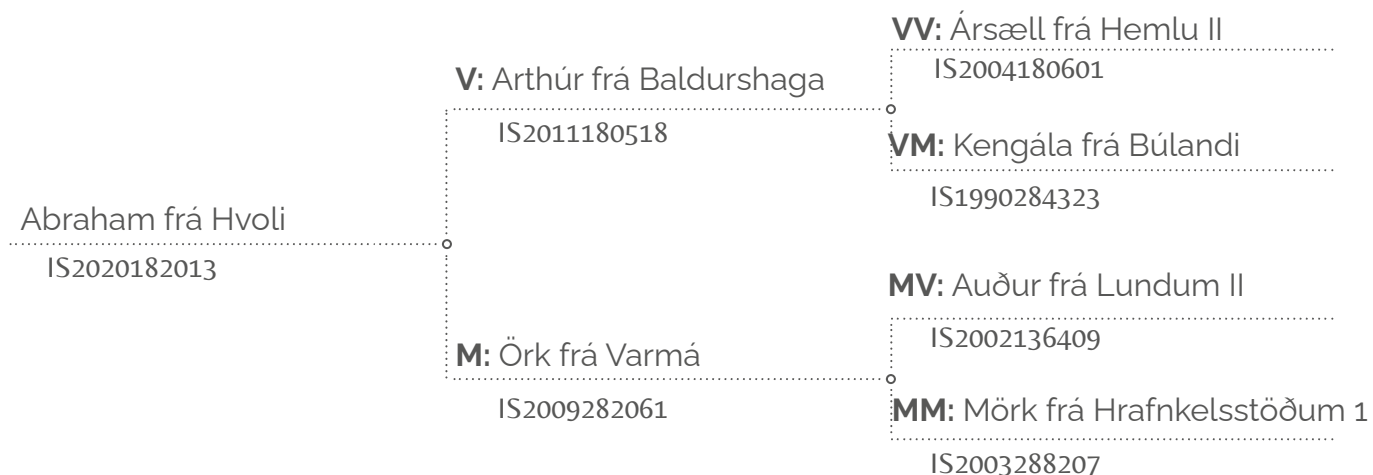 VV: Ársæll frá Hemlu II
IS2004180601
V: Arthúr frá Baldurshaga
IS2011180518
VM: Kengála frá Búlandi
IS1990284323
Abraham frá Hvoli
IS2020182013
MV: Auður frá Lundum II
IS2002136409
M: Örk frá Varmá
IS2009282061
MM: Mörk frá Hrafnkelsstöðum 1
IS2003288207